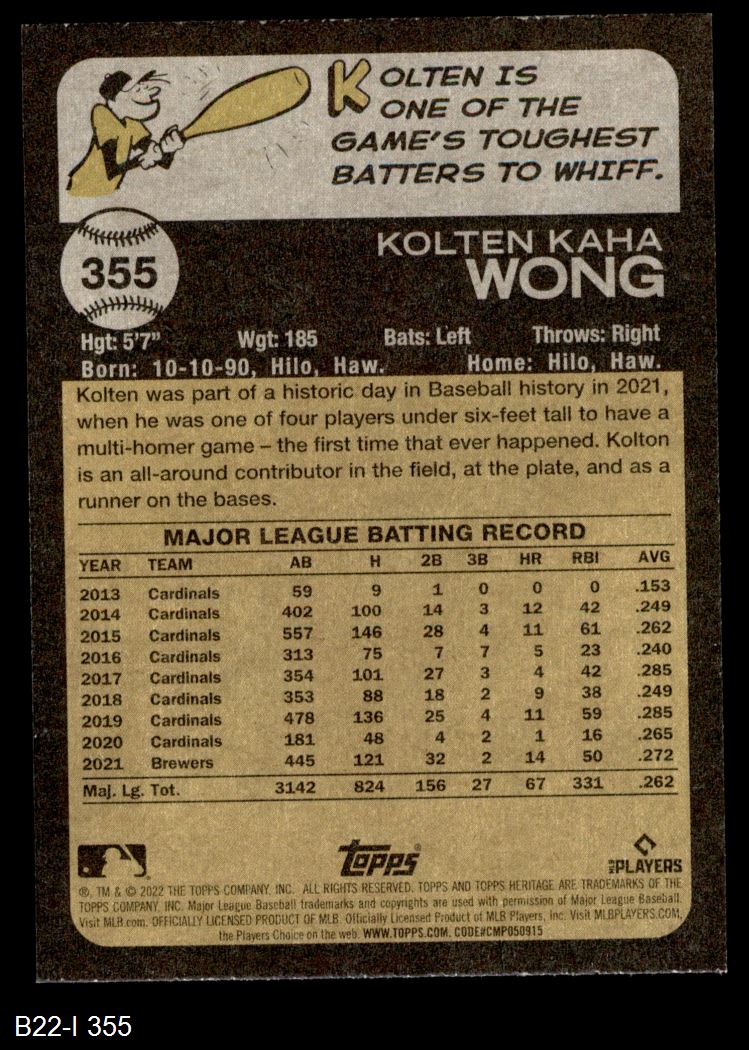 KOLTEN IS
ONE OF THE
GAME'S TOUGHEST
BATTERS TO WHIFF.
355
KOLTEN KAHA
WONG
Hgt: 5'7" Wgt: 185 Bats: Left Throws: Right
Born: 10-10-90, Hilo, Haw. Home: Hilo, Haw.
Kolten was part of a historic day in Baseball history in 2021,
when he was one of four players under six-feet tall to have a
multi-homer game – the first time that ever happened. Kolton
is an all-around contributor in the field, at the plate, and as a
runner on the bases.
MAJOR LEAGUE BATTING RECORD
YEAR TEAM AB H 2B 3B HR RBI AVG
2013 Cardinals 59 9 1 0 0 0 .153
2014 Cardinals 402 100 14 3 12 42 .249
2015 Cardinals 557 146 28 4 11 61 .262
2016 Cardinals 313 75 7 7 5 23 .240
2017 Cardinals 354 101 27 3 4 42 .285
2018 Cardinals 353 88 18 2 9 38 .249
2019 Cardinals 478 136 25 4 11 59 .285
2020 Cardinals 181 48 4 2 1 16 .265
2021 Brewers 445 121 32 2 14 50 .272
Maj. Lg. Tot. 3142 824 156 27 67 331 .262
topps®
MLB PLAYERS
®, TM & © 2022 THE TOPPS COMPANY, INC. ALL RIGHTS RESERVED. TOPPS AND TOPPS HERITAGE ARE TRADEMARKS OF THE
TOPPS COMPANY, INC. Major League Baseball trademarks and copyrights are used with permission of Major League Baseball.
Visit MLB.com. OFFICIALLY LICENSED PRODUCT OF MLB. Officially Licensed Product of MLB Players, Inc. Visit MLBPLAYERS.COM,
the Players Choice on the web. WWW.TOPPS.COM. CODE#CMP050915
B22-I 355